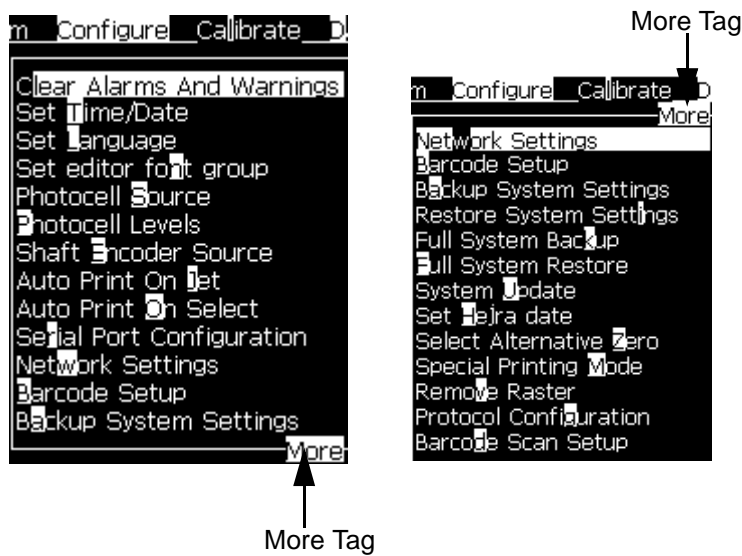 More Tag
m Configure Calibrate D
Clear Alarms And Warnings
Set Time/Date
Set Language
Set editor font group
Photocell Source
Photocell Levels
Shaft Encoder Source
Auto Print On Jet
Auto Print On Select
Serial Port Configuration
Network Settings
Barcode Setup
Backup System Settings
More
More Tag
m Configure Calibrate D
More
Network Settings
Barcode Setup
Backup System Settings
Restore System Settings
Full System Backup
Full System Restore
System Update
Set Hejra date
Select Alternative Zero
Special Printing Mode
Remove Raster
Protocol Configuration
Barcode Scan Setup